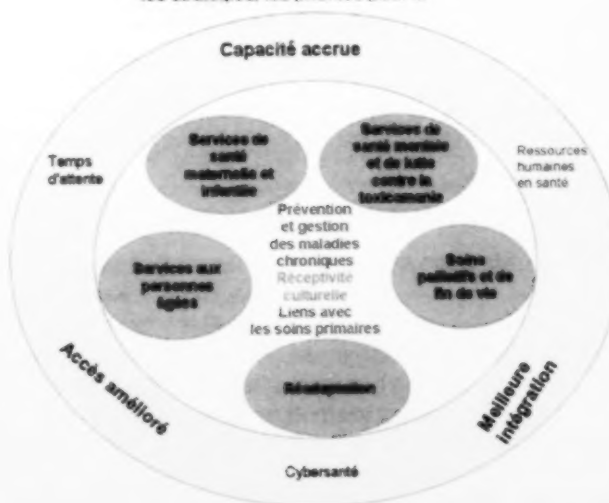 Capacité accrue
Temps
d'attente
Services de
santé
maternelle et
infantile
Services de
santé mentale
et de lutte
contre la
toxicomanie
Ressources
humaines
en santé
Prévention
et gestion
des maladies
chroniques
Réceptivité
culturelle
Liens avec
les soins primaires
Services aux
personnes
âgées
Soins
palliatifs et de
fin de vie
Réadaptation
Accès amélioré
Meilleure
intégration
Cybersanté